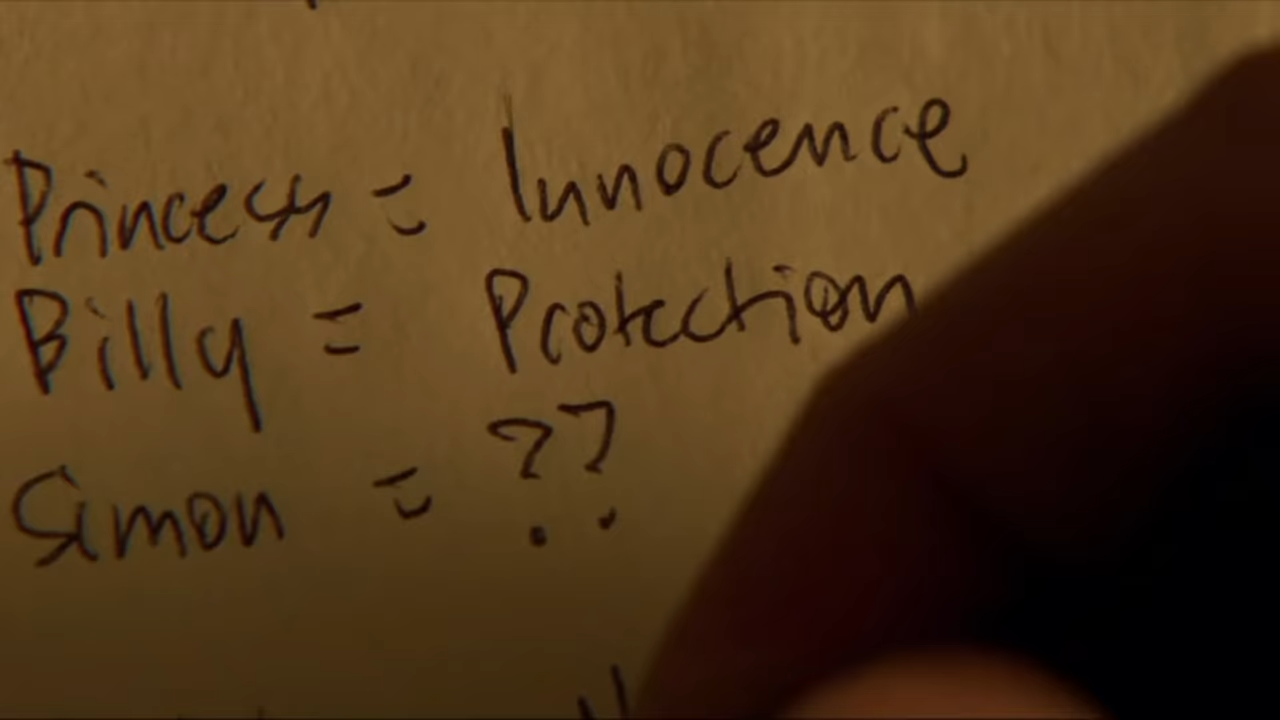 Princess = Innocence
Billy = Protection
Simon = ??